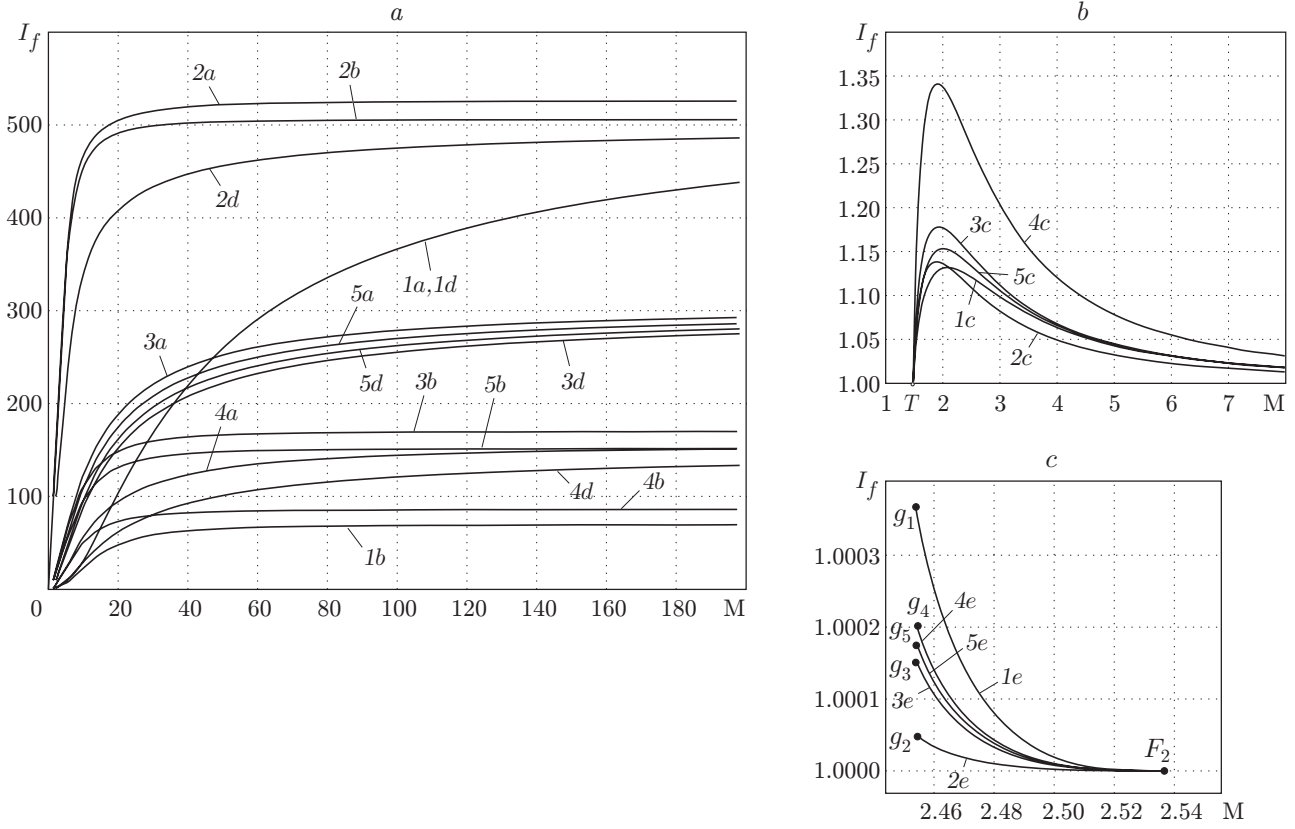 a
I_f
500
400
300
200
100
0
20
40
60
80
100
120
140
160
180
M
2a
2b
2d
1a,1d
5a
3a
5d
3d
3b
5b
4a
4d
4b
1b
b
I_f
1.35
1.30
1.25
1.20
1.15
1.10
1.05
1.00
1
T
2
3
4
5
6
7
M
4c
3c
5c
1c
2c
c
I_f
1.0003
1.0002
1.0001
1.0000
2.46
2.48
2.50
2.52
2.54
M
g_1
g_4
g_5
g_3
g_2
4e
5e
1e
3e
2e
F_2